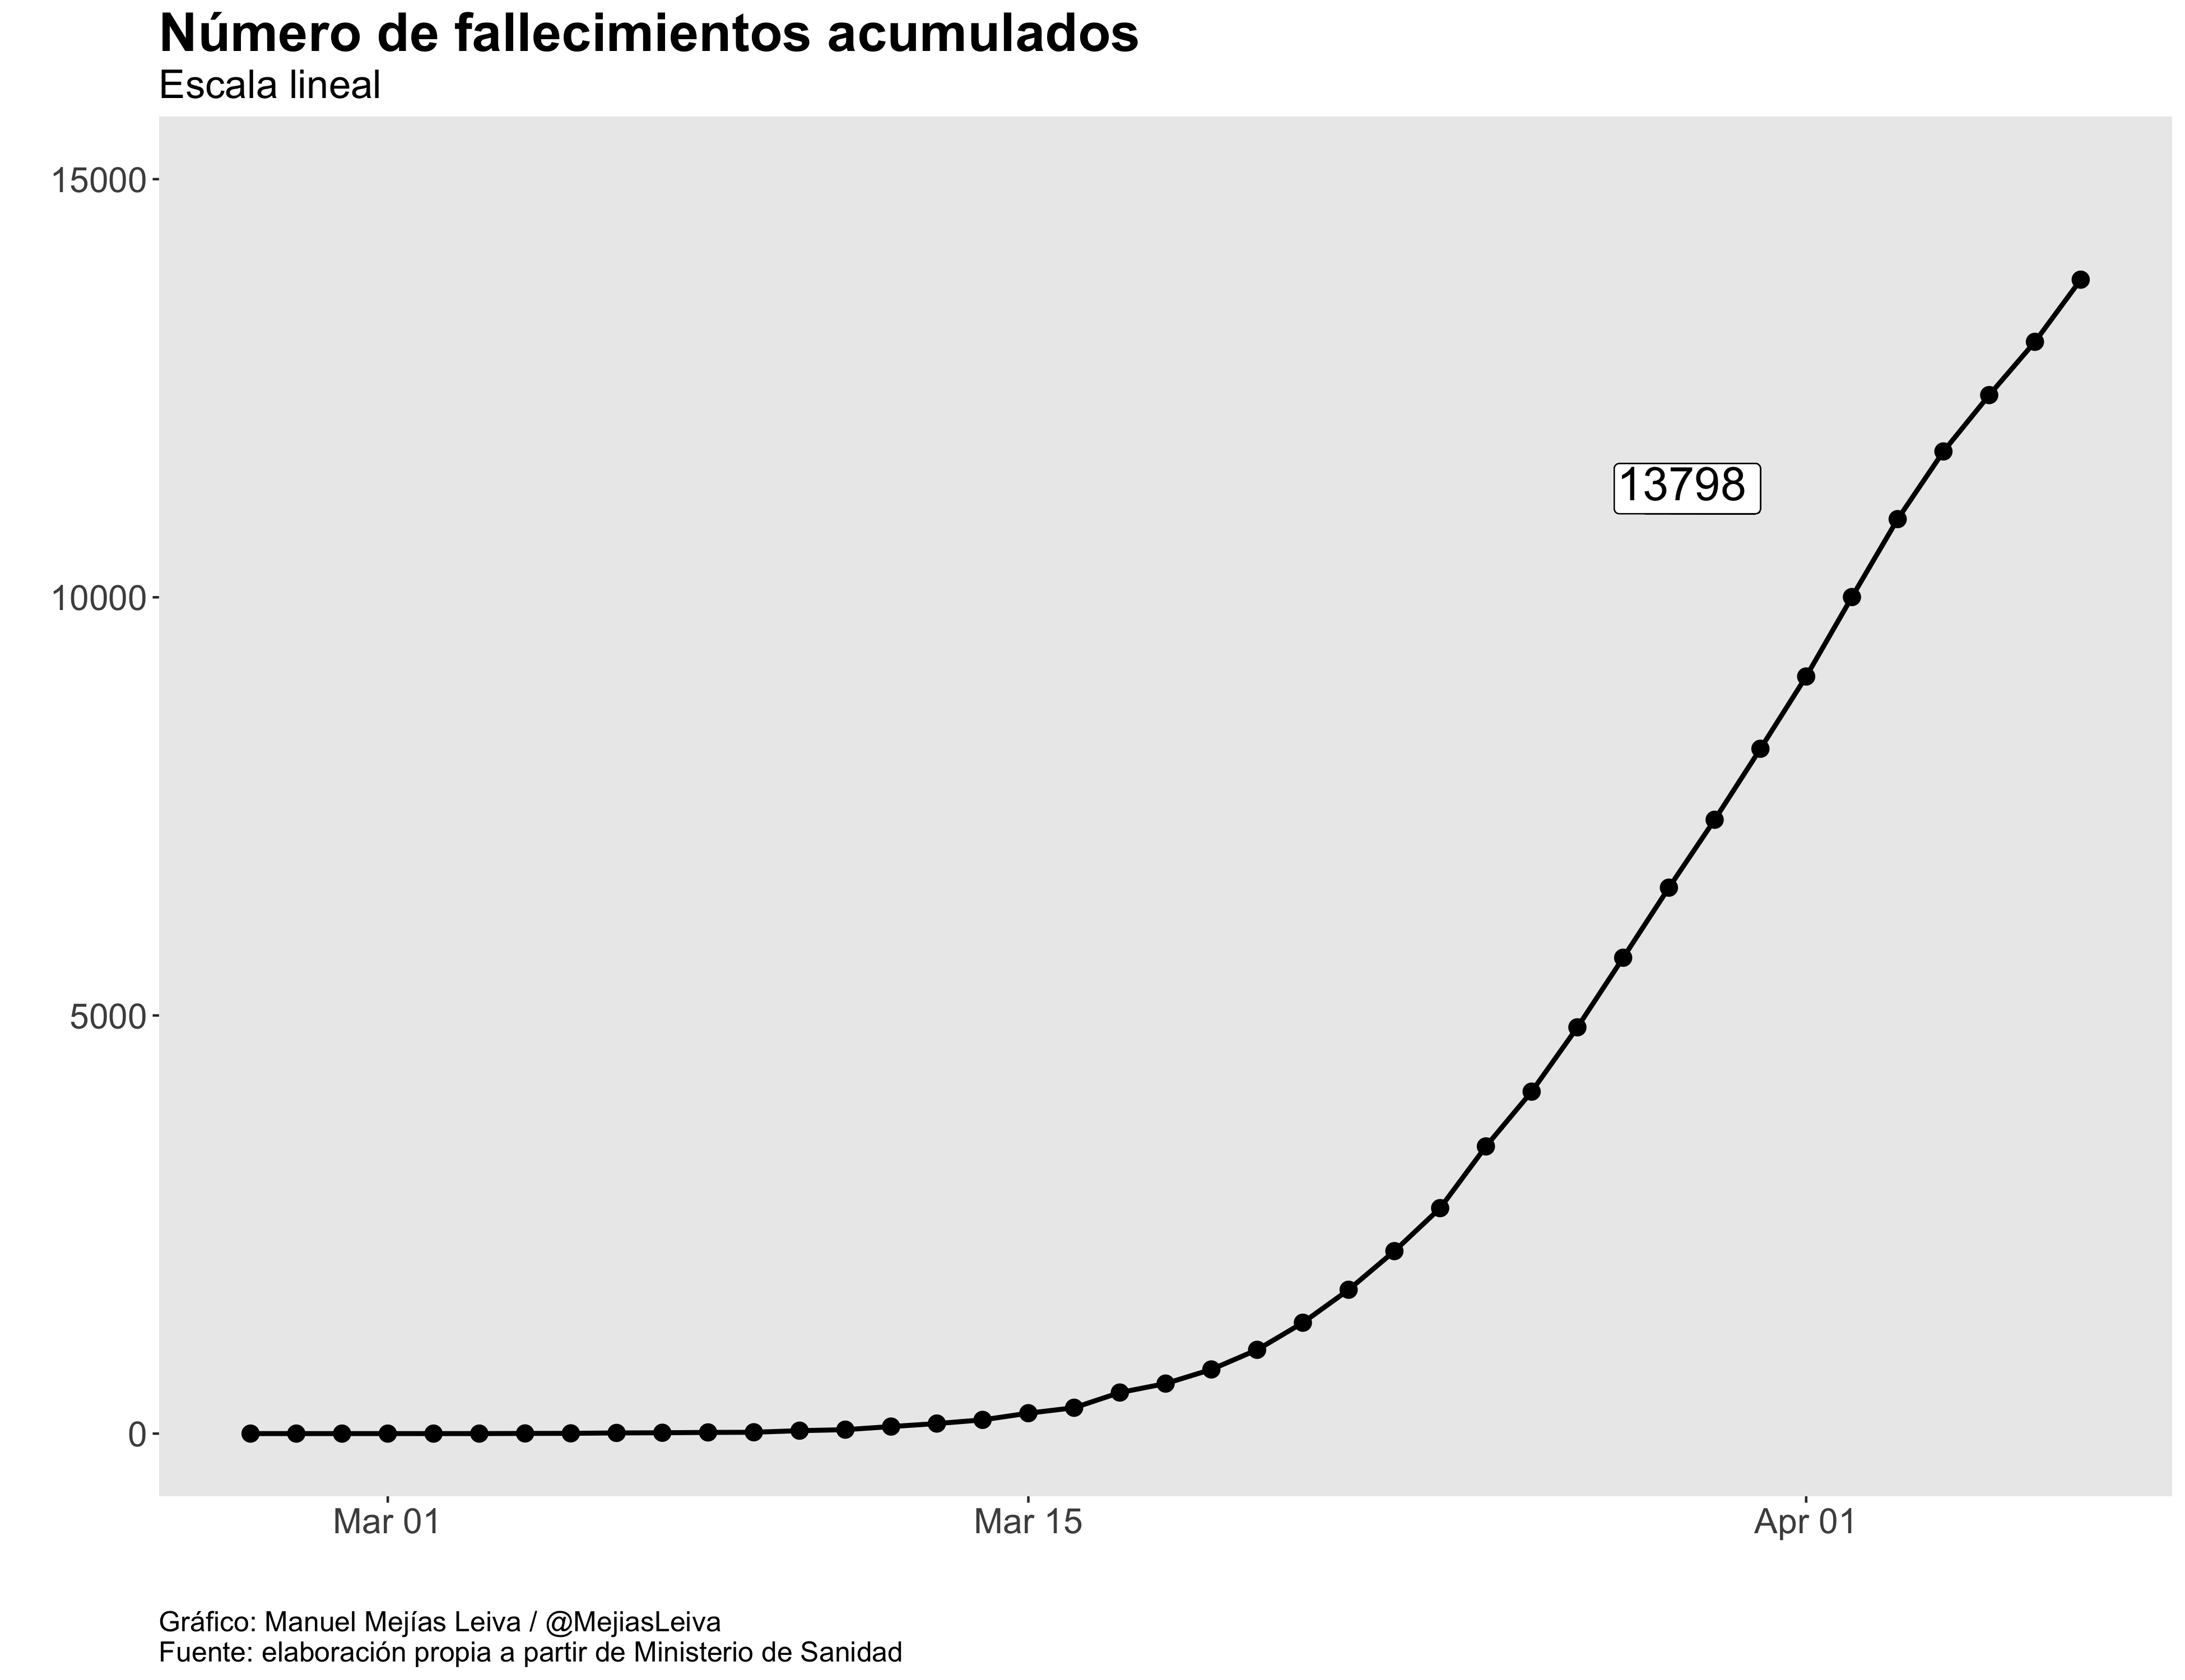 Número de fallecimientos acumulados
Escala lineal
15000
13798
10000
5000
0
Mar 01 Mar 15 Apr 01
Gráfico: Manuel Mejías Leiva / @MejiasLeiva
Fuente: elaboración propia a partir de Ministerio de Sanidad